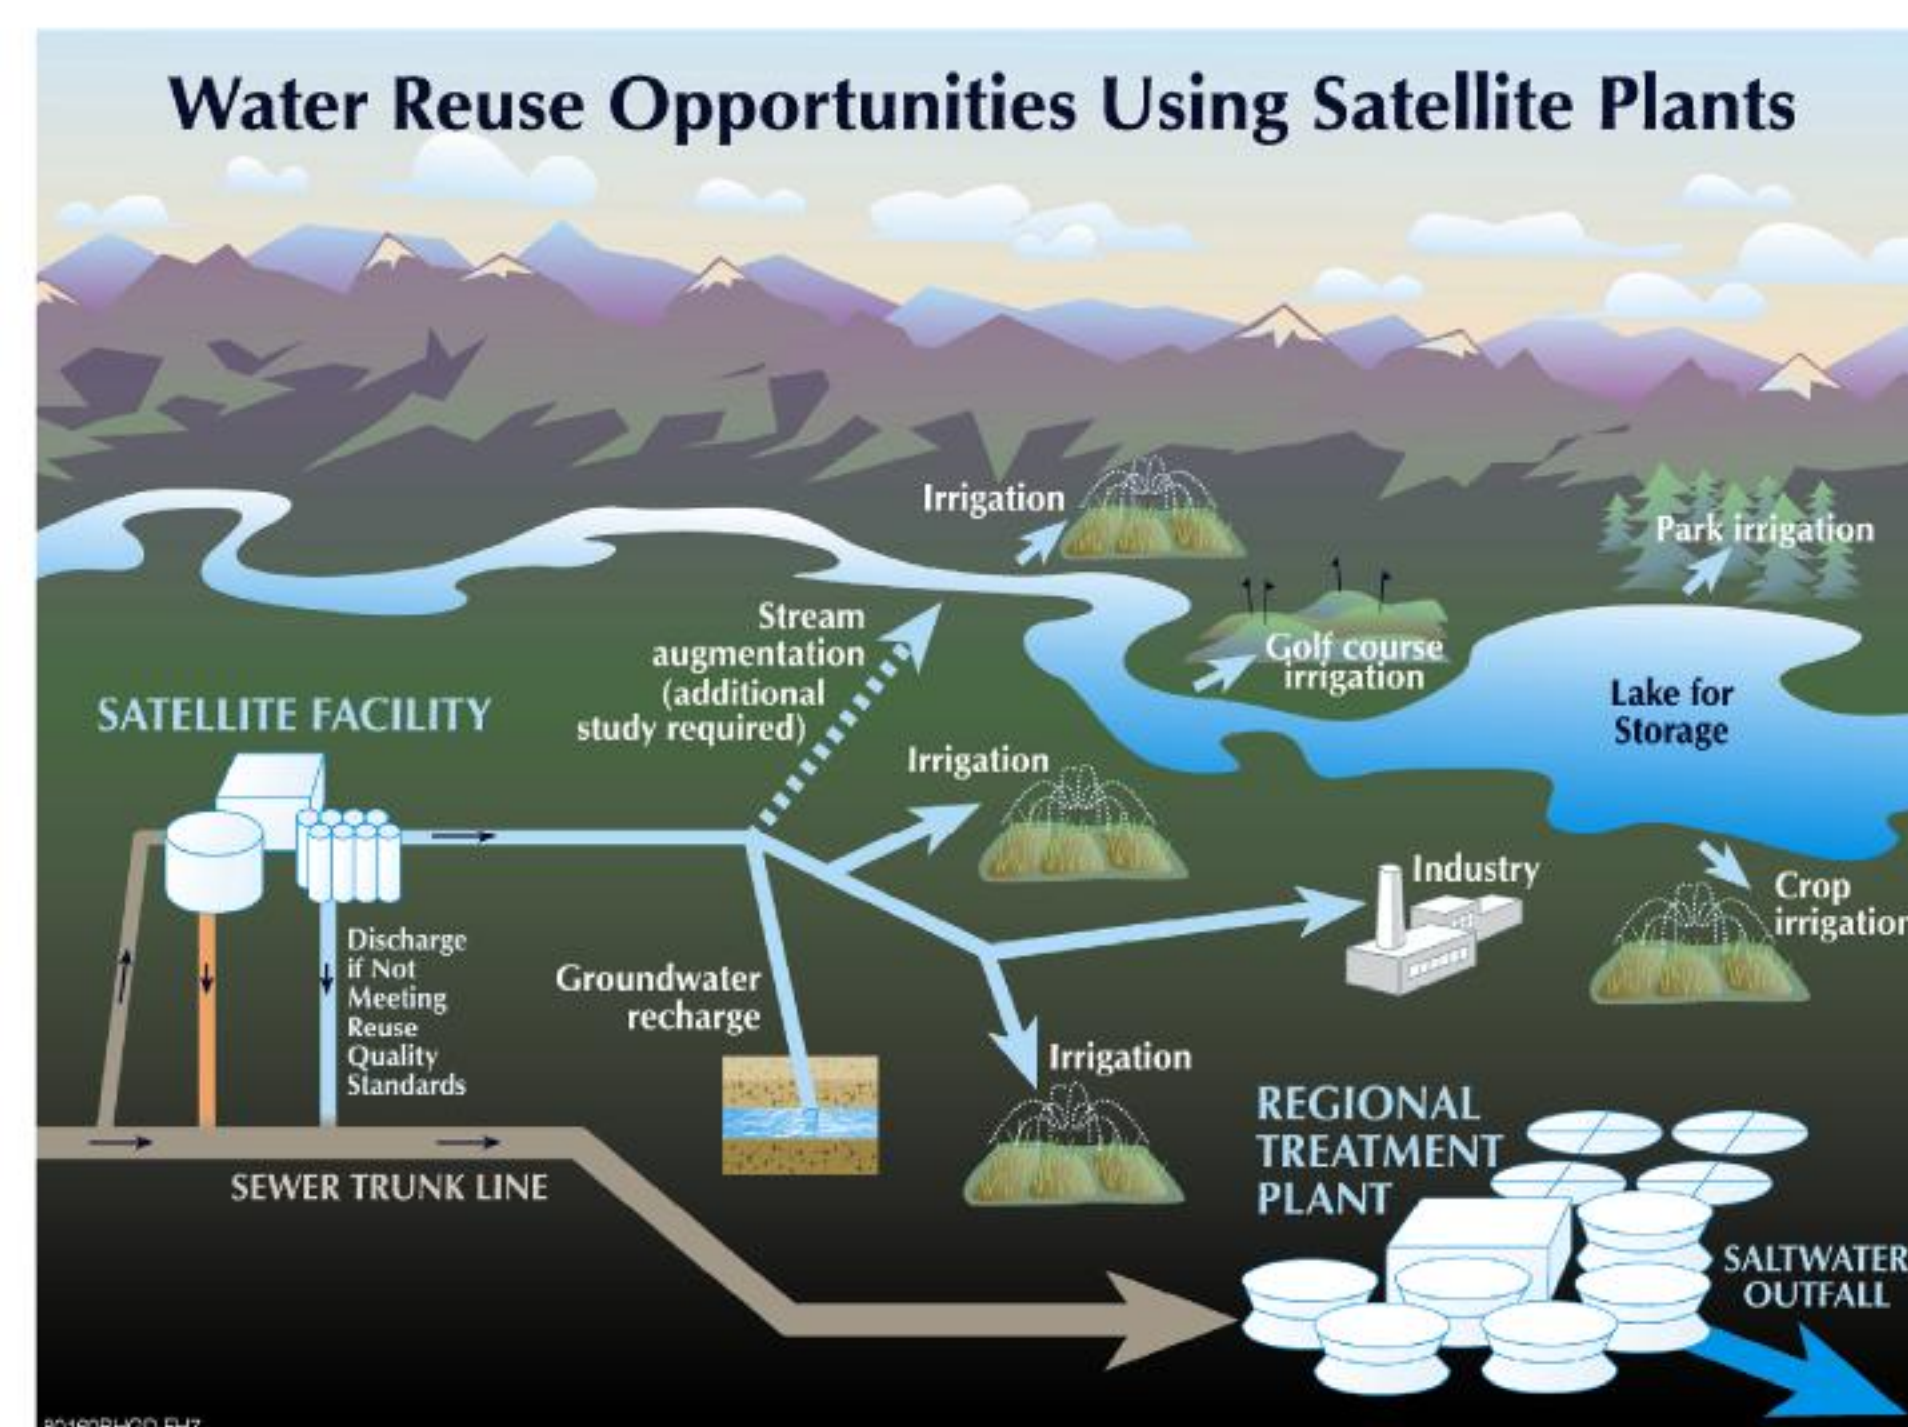 Water Reuse Opportunities Using Satellite Plants
Irrigation
Park irrigation
Stream
augmentation
(additional
study required)
Golf course
irrigation
Lake for
Storage
SATELLITE FACILITY
Irrigation
Industry
Crop
irrigation
Discharge
if Not
Meeting
Reuse
Quality
Standards
Groundwater
recharge
Irrigation
SEWER TRUNK LINE
REGIONAL
TREATMENT
PLANT
SALTWATER
OUTFALL